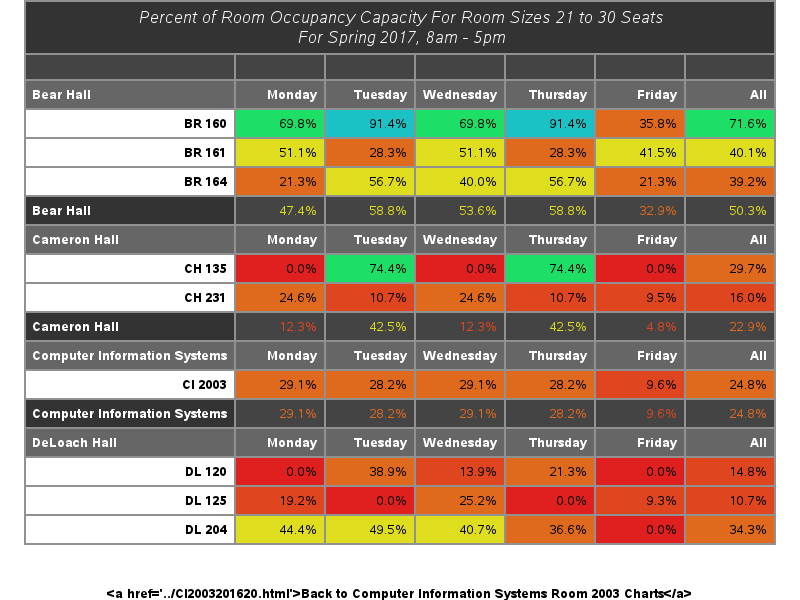 Percent of Room Occupancy Capacity For Room Sizes 21 to 30 Seats
For Spring 2017, 8am - 5pm
Bear Hall Monday Tuesday Wednesday Thursday Friday All
BR 160 69.8% 91.4% 69.8% 91.4% 35.8% 71.6%
BR 161 51.1% 28.3% 51.1% 28.3% 41.5% 40.1%
BR 164 21.3% 56.7% 40.0% 56.7% 21.3% 39.2%
Bear Hall 47.4% 58.8% 53.6% 58.8% 32.9% 50.3%
Cameron Hall Monday Tuesday Wednesday Thursday Friday All
CH 135 0.0% 74.4% 0.0% 74.4% 0.0% 29.7%
CH 231 24.6% 10.7% 24.6% 10.7% 9.5% 16.0%
Cameron Hall 12.3% 42.5% 12.3% 42.5% 4.8% 22.9%
Computer Information Systems Monday Tuesday Wednesday Thursday Friday All
CI 2003 29.1% 28.2% 29.1% 28.2% 9.6% 24.8%
Computer Information Systems 29.1% 28.2% 29.1% 28.2% 9.6% 24.8%
DeLoach Hall Monday Tuesday Wednesday Thursday Friday All
DL 120 0.0% 38.9% 13.9% 21.3% 0.0% 14.8%
DL 125 19.2% 0.0% 25.2% 0.0% 9.3% 10.7%
DL 204 44.4% 49.5% 40.7% 36.6% 0.0% 34.3%
<a href='../CI2003201620.html'>Back to Computer Information Systems Room 2003 Charts</a>